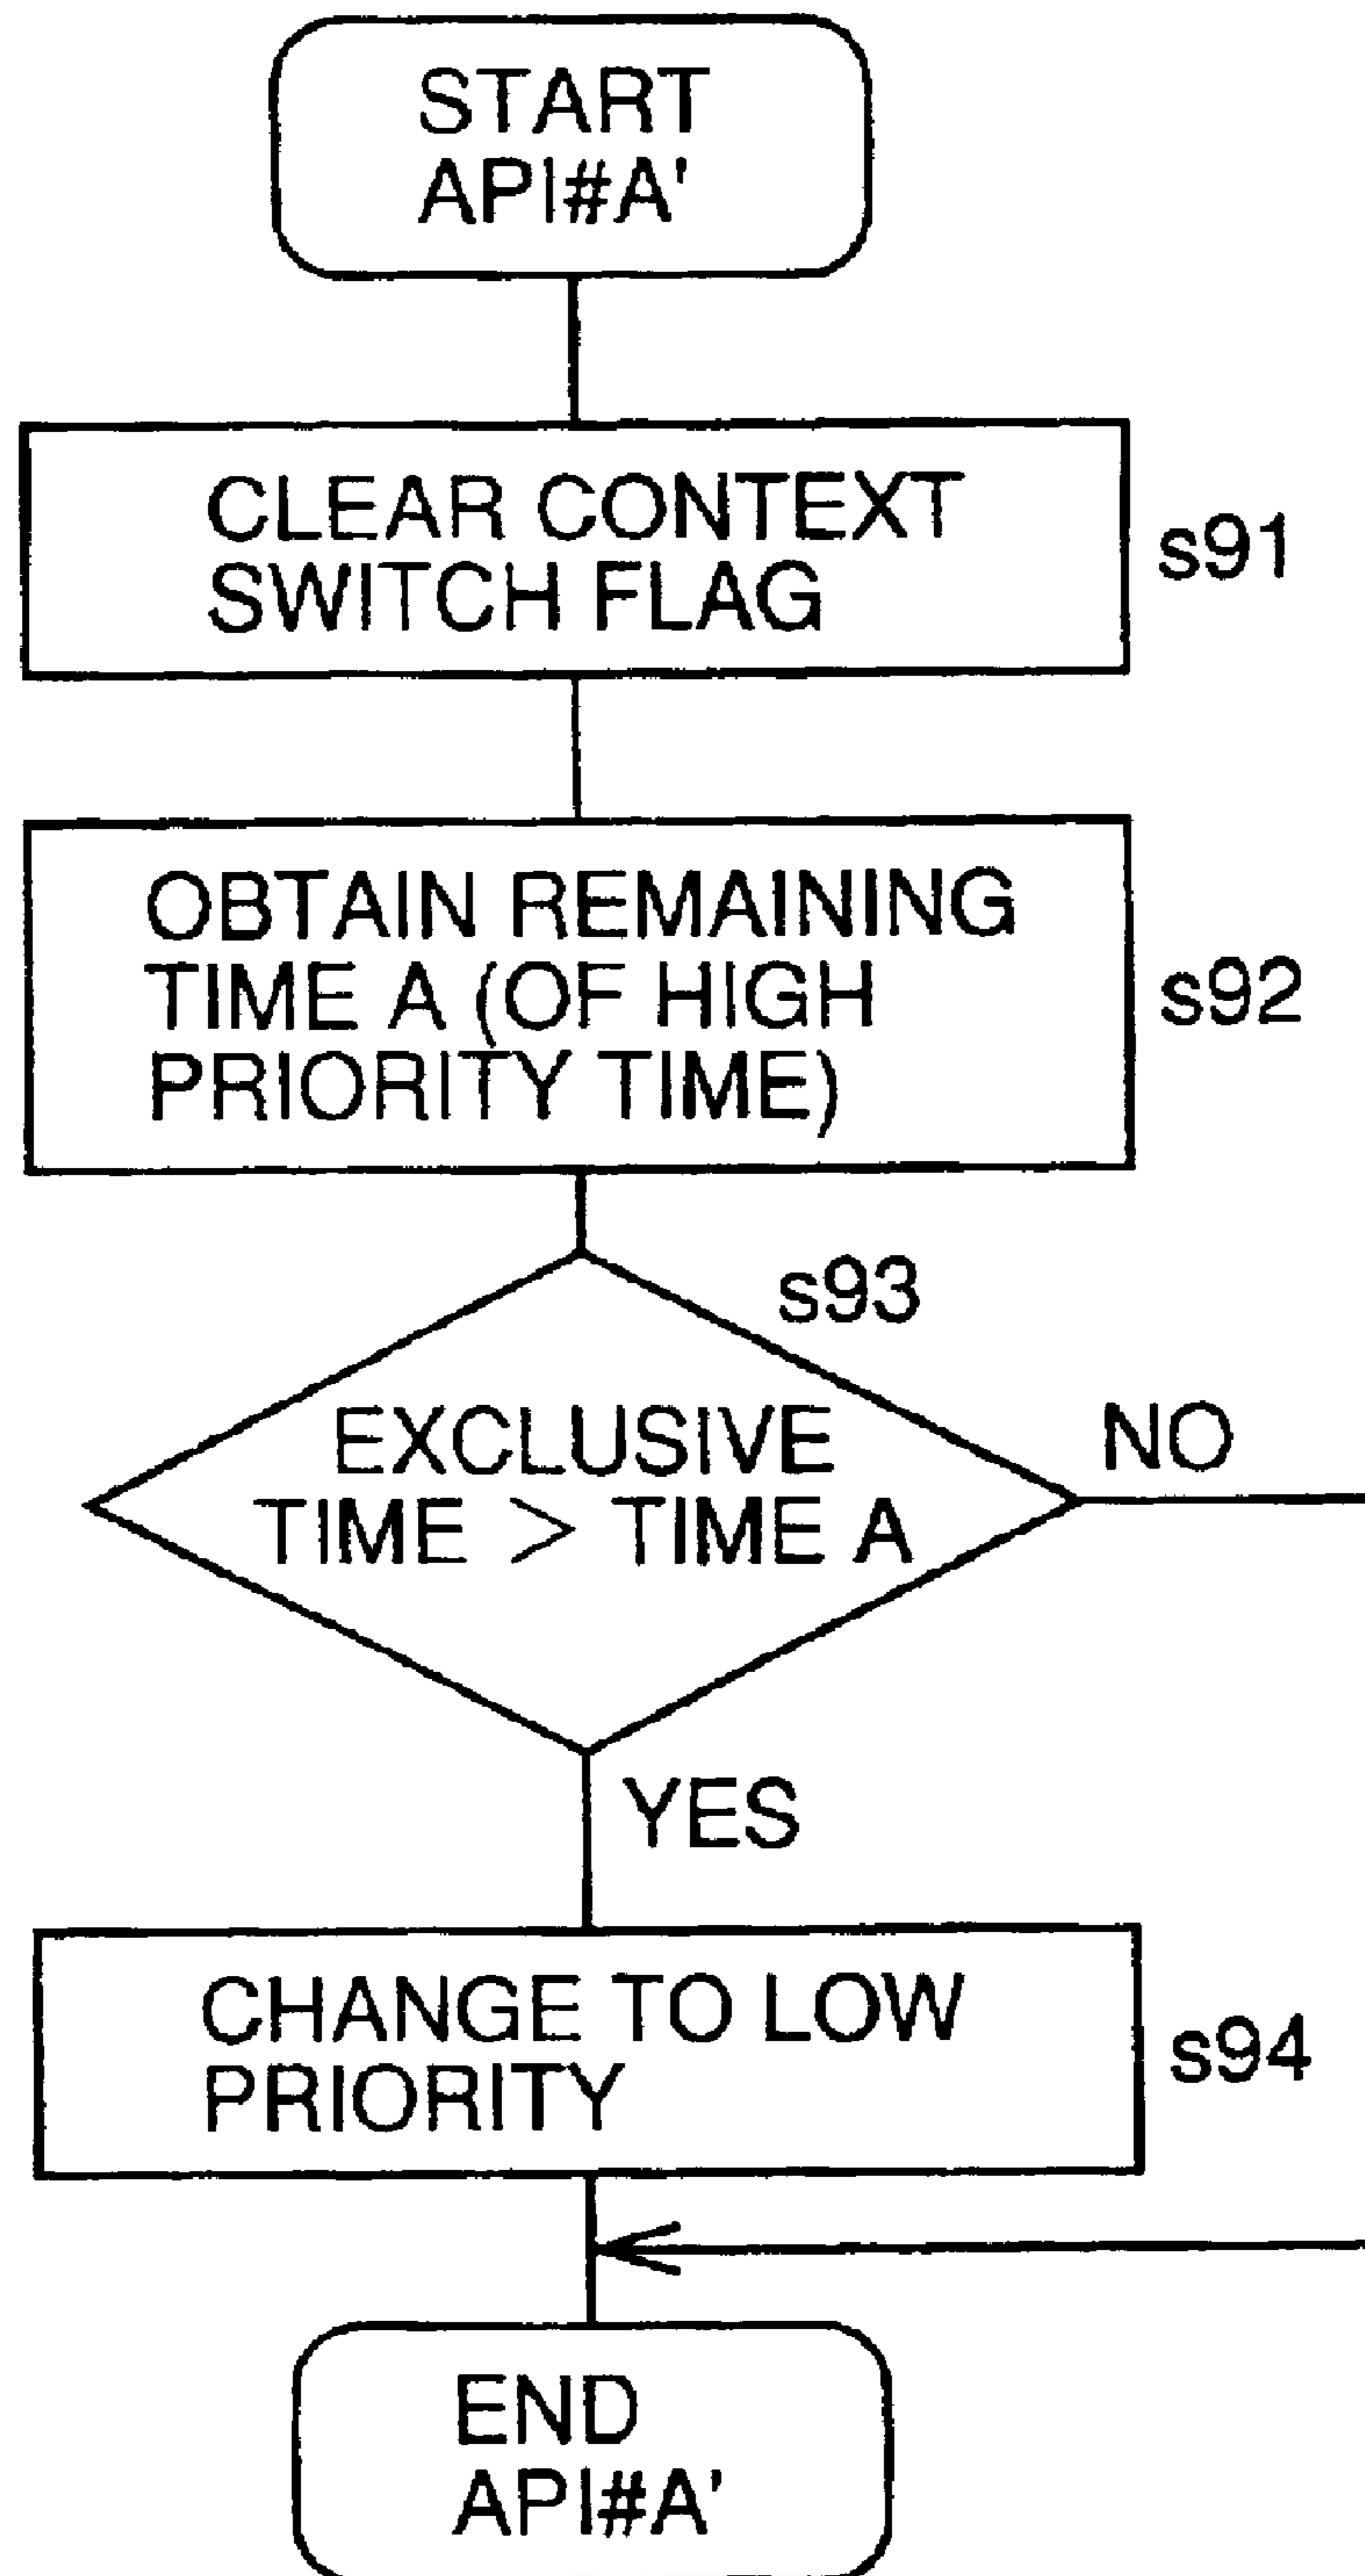 START
API#A'
CLEAR CONTEXT
SWITCH FLAG
s91
OBTAIN REMAINING
TIME A (OF HIGH
PRIORITY TIME)
s92
s93
EXCLUSIVE
TIME > TIME A
NO
YES
CHANGE TO LOW
PRIORITY
s94
END
API#A'